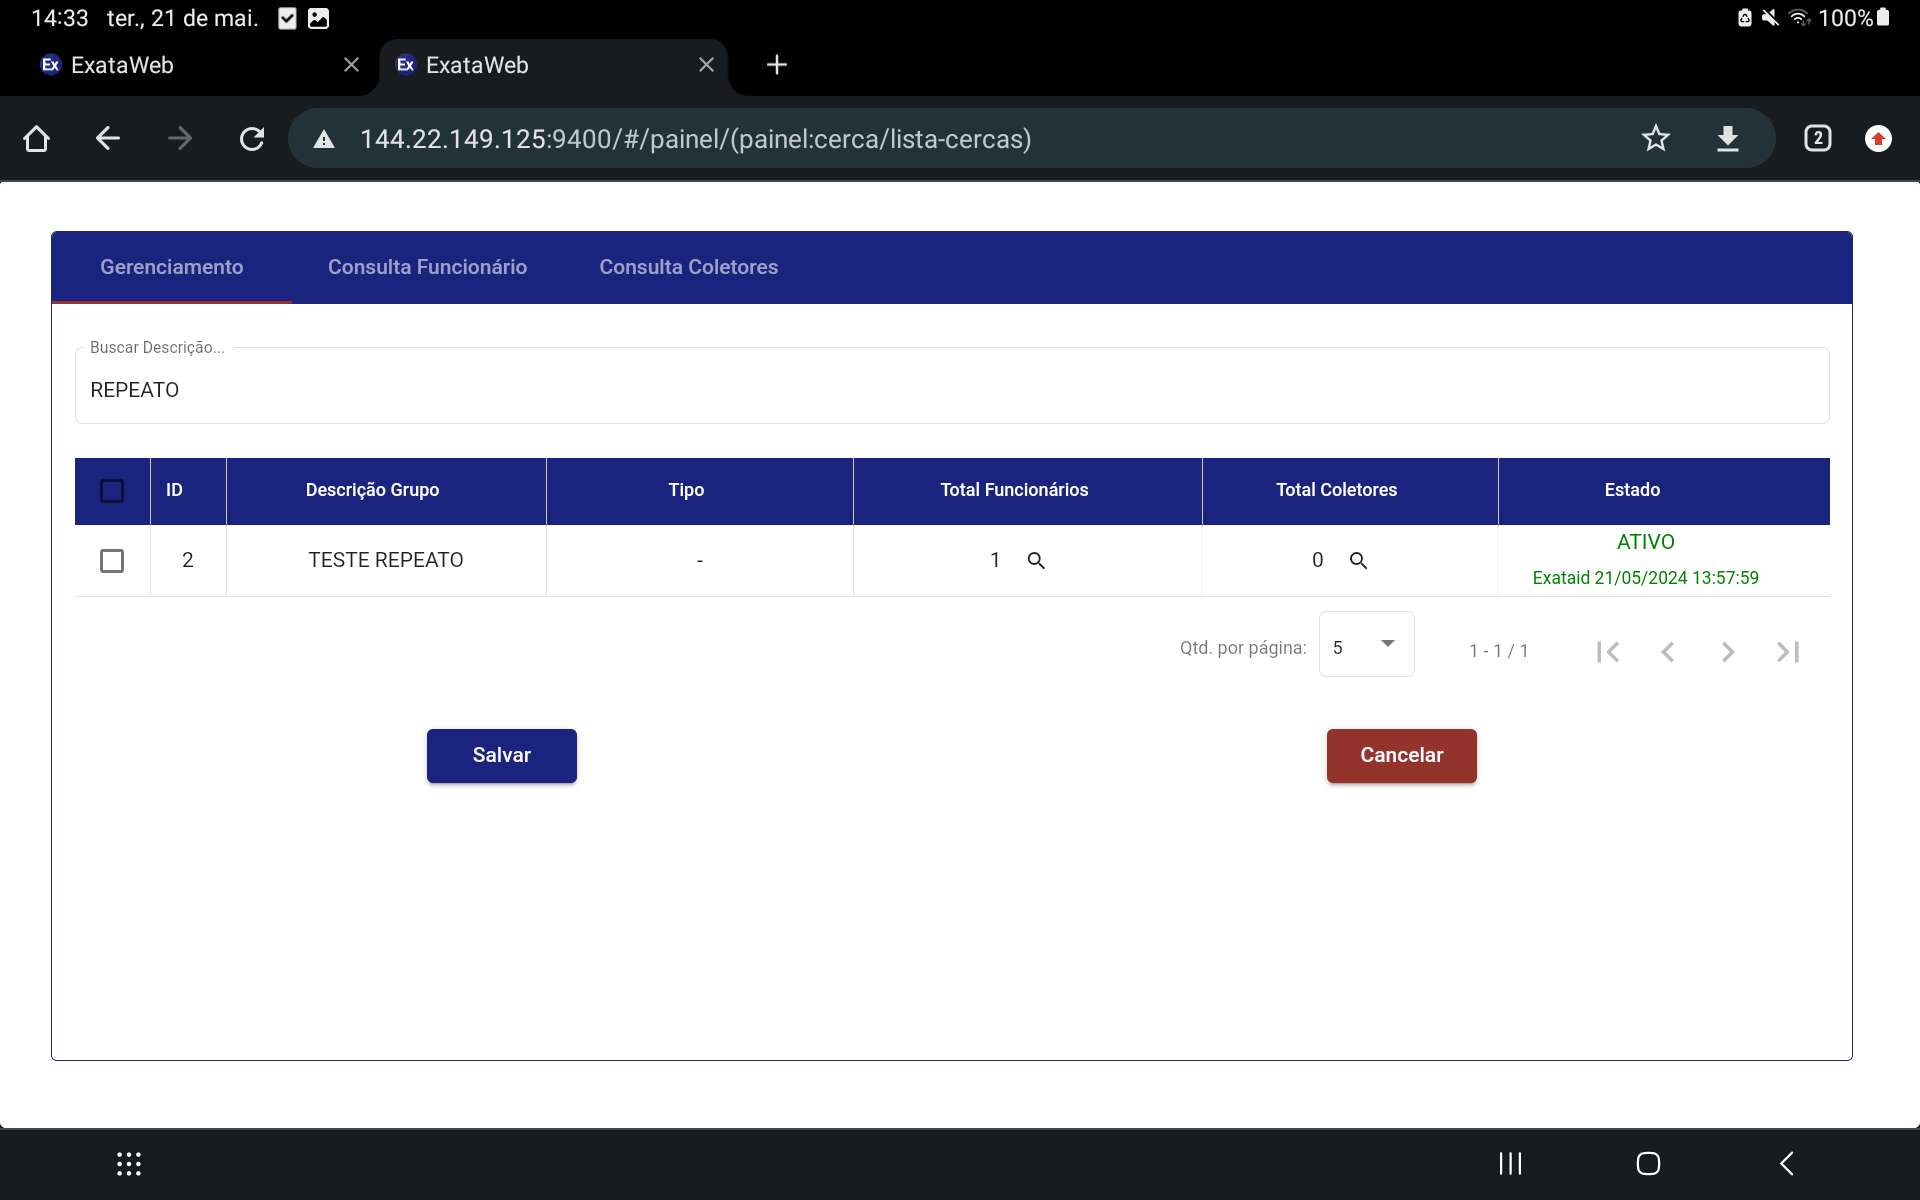 14:33 ter., 21 de mai. 100%
Ex ExataWeb Ex ExataWeb
144.22.149.125:9400/#/painel/(painel:cerca/lista-cercas) 2
Gerenciamento Consulta Funcionário Consulta Coletores
Buscar Descrição...
REPEATO
ID Descrição Grupo Tipo Total Funcionários Total Coletores Estado
2 TESTE REPEATO - 1 0 ATIVO
Exataid 21/05/2024 13:57:59
Qtd. por página: 5 1 - 1 / 1
Salvar Cancelar